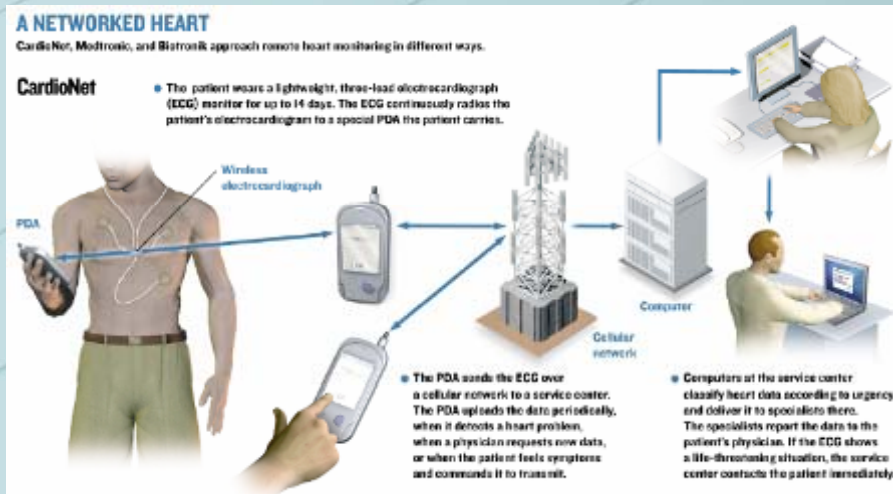 A NETWORKED HEART
CardioNet, Medtronic, and Biotronik approach remote heart monitoring in different ways.
CardioNet
• The patient wears a lightweight, three-lead electrocardiograph
(ECG) monitor for up to 14 days. The ECG continuously radios the
patient's electrocardiogram to a special PDA the patient carries.
Wireless
electrocardiograph
PDA
Computer
Cellular
network
• The PDA sends the ECG over
a cellular network to a service center.
The PDA uploads the data periodically,
when it detects a heart problem,
when a physician requests new data,
or when the patient feels symptoms
and commands it to transmit.
• Computers at the service center
classify heart data according to urgency
and deliver it to specialists there.
The specialists report the data to the
patient's physician. If the ECG shows
a life-threatening situation, the service
center contacts the patient immediately